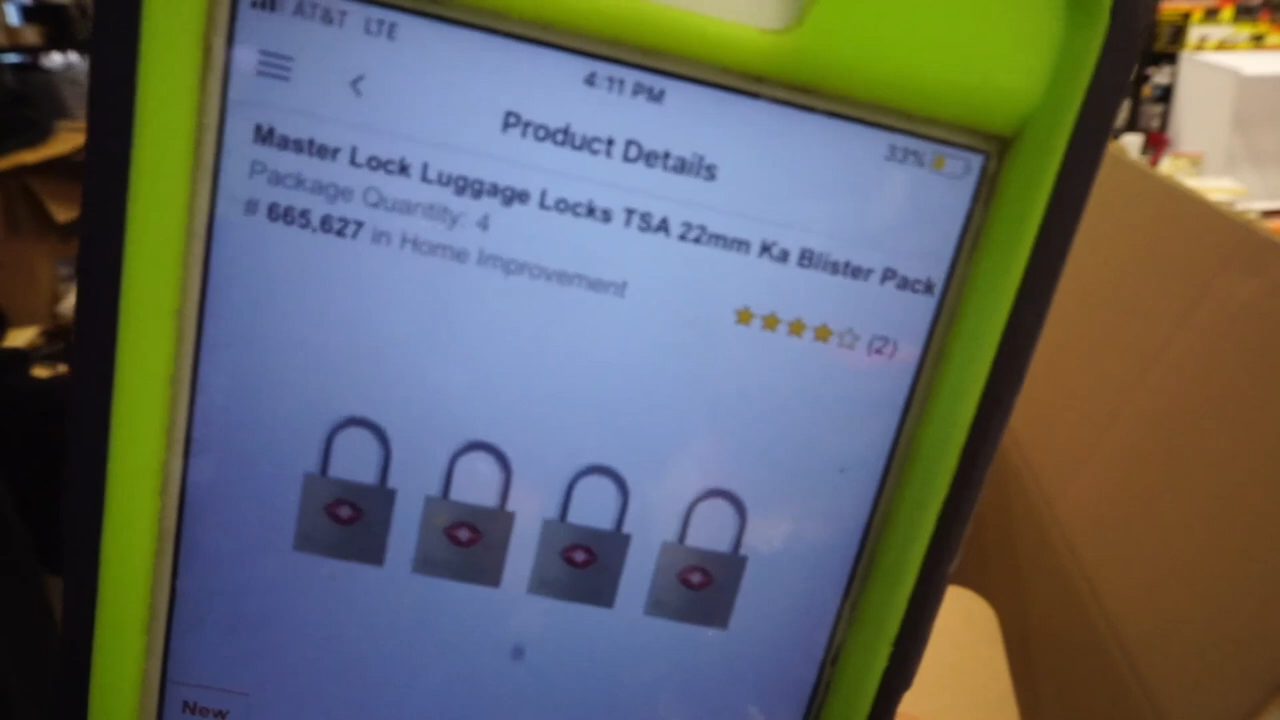 AT&T LTE
4:11 PM
33%
Product Details
Master Lock Luggage Locks TSA 22mm Ka Blister Pack
Package Quantity: 4
# 665,627 in Home Improvement
(2)
New